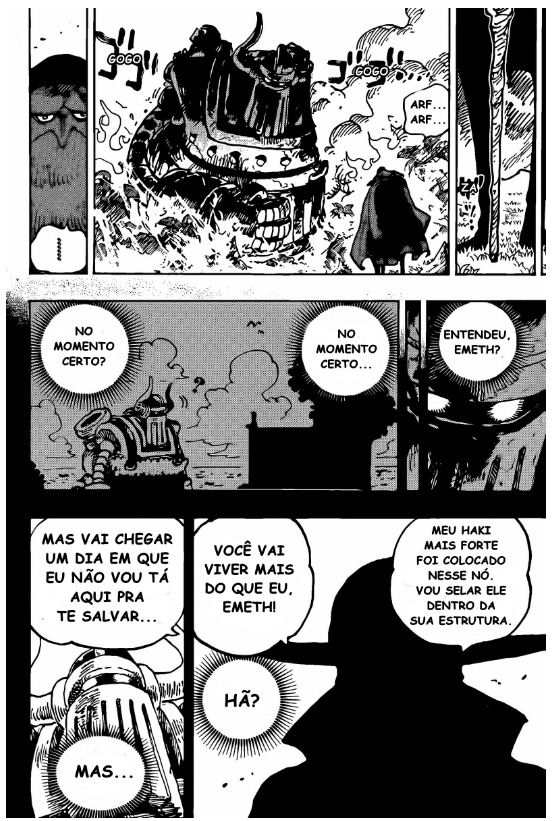 ARF...
ARF...
GOGO
GOGO
ENTENDEU,
EMETH?
NO
MOMENTO
CERTO...
NO
MOMENTO
CERTO?
?
MEU HAKI
MAIS FORTE
FOI COLOCADO
NESSE NÓ.
VOU SELAR ELE
DENTRO DA
SUA ESTRUTURA.
VOCÊ VAI
VIVER MAIS
DO QUE EU,
EMETH!
HÃ?
MAS VAI CHEGAR
UM DIA EM QUE
EU NÃO VOU TÁ
AQUI PRA
TE SALVAR...
MAS...